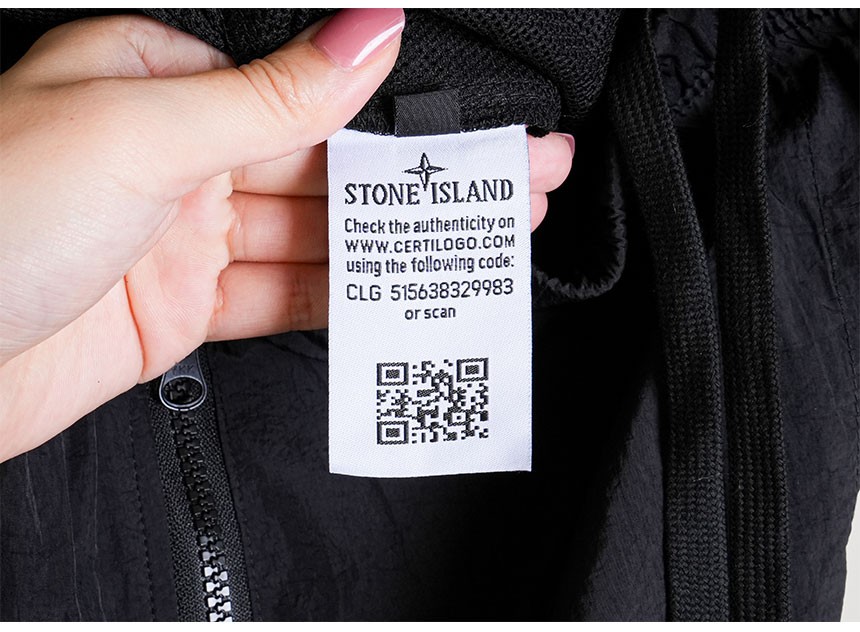 STONE ISLAND
Check the authenticity on
WWW.CERTILOGO.COM
using the following code:
CLG 515638329983
or scan